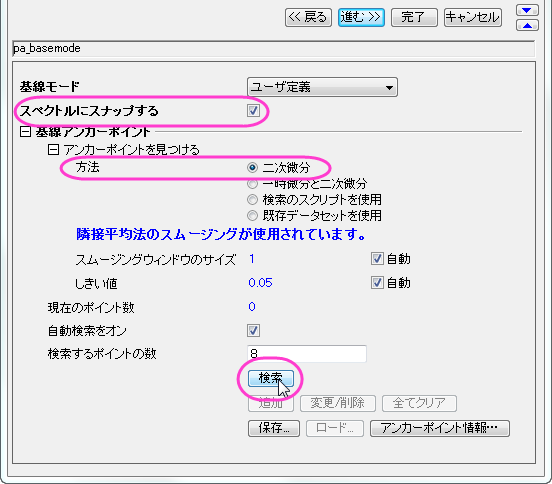 << 戻る 進む >> 完了 キャンセル
pa_basemode
基線モード ユーザ定義
スペクトルにスナップする
基線アンカーポイント
アンカーポイントを見つける
方法 二次微分
一時微分と二次微分
検索のスクリプトを使用
既存データセットを使用
隣接平均法のスムージングが使用されています。
スムージングウィンドウのサイズ 1 自動
しきい値 0.05 自動
現在のポイント数 0
自動検索をオン
検索するポイントの数 8
検索
追加 変更/削除 全てクリア
保存... ロード... アンカーポイント情報…